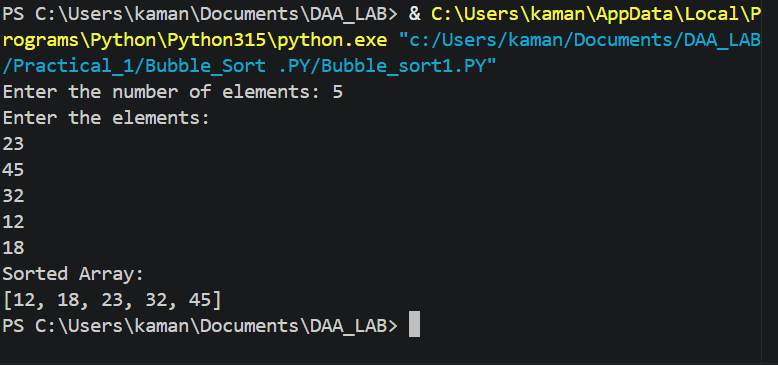 PS C:\Users\kaman\Documents\DAA_LAB> & C:\Users\kaman\AppData\Local\P
rograms\Python\Python315\python.exe "c:/Users/kaman/Documents/DAA_LAB
/Practical_1/Bubble_Sort .PY/Bubble_sort1.PY"
Enter the number of elements: 5
Enter the elements:
23
45
32
12
18
Sorted Array:
[12, 18, 23, 32, 45]
PS C:\Users\kaman\Documents\DAA_LAB>